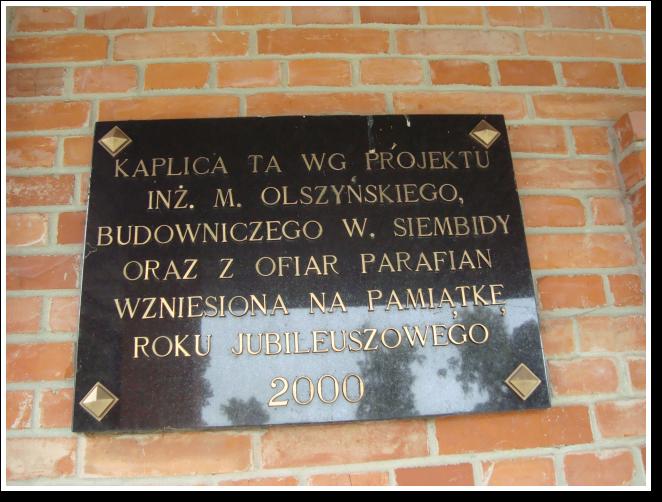 KAPLICA TA WG PROJEKTU
INŻ. M. OLSZYŃSKIEGO,
BUDOWNICZEGO W. SIEMBIDY
ORAZ Z OFIAR PARAFIAN
WZNIESIONA NA PAMIĄTKĘ
ROKU JUBILEUSZOWEGO
2000